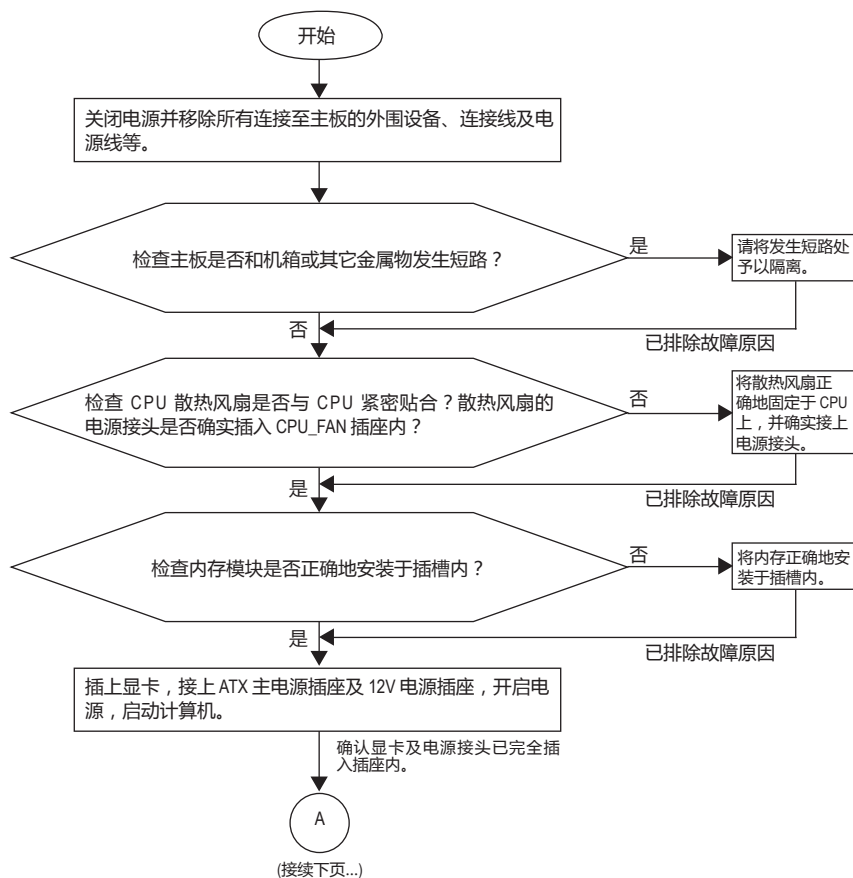 开始
关闭电源并移除所有连接至主板的外围设备、连接线及电
源线等。
检查主板是否和机箱或其它金属物发生短路？
是
请将发生短路处
予以隔离。
否
已排除故障原因
检查 CPU 散热风扇是否与 CPU 紧密贴合？散热风扇的
电源接头是否确实插入 CPU_FAN 插座内？
否
将散热风扇正
确地固定于 CPU
上，并确实接上
电源接头。
是
已排除故障原因
检查内存模块是否正确地安装于插槽内？
否
将内存正确地安
装于插槽内。
是
已排除故障原因
插上显卡，接上 ATX 主电源插座及 12V 电源插座，开启电
源，启动计算机。
确认显卡及电源接头已完全插
入插座内。
A
(接续下页...)